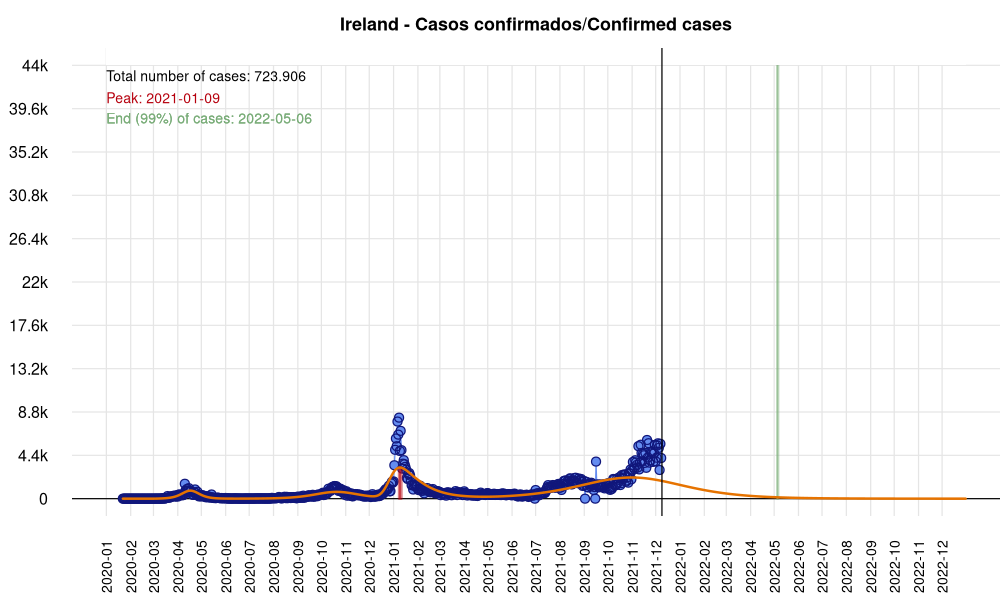 Ireland - Casos confirmados/Confirmed cases
Total number of cases: 723.906
Peak: 2021-01-09
End (99%) of cases: 2022-05-06
44k
39.6k
35.2k
30.8k
26.4k
22k
17.6k
13.2k
8.8k
4.4k
0
2020-01
2020-02
2020-03
2020-04
2020-05
2020-06
2020-07
2020-08
2020-09
2020-10
2020-11
2020-12
2021-01
2021-02
2021-03
2021-04
2021-05
2021-06
2021-07
2021-08
2021-09
2021-10
2021-11
2021-12
2022-01
2022-02
2022-03
2022-04
2022-05
2022-06
2022-07
2022-08
2022-09
2022-10
2022-11
2022-12